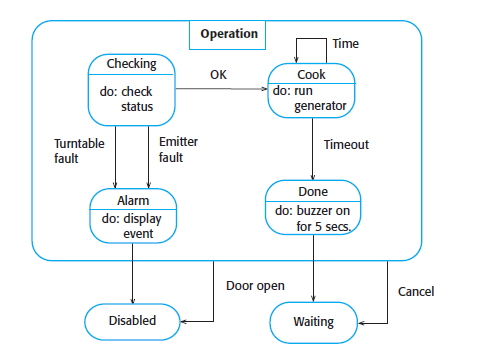 Operation
Time
Checking
do: check
status
OK
Cook
do: run
generator
Turntable
fault
Emitter
fault
Timeout
Alarm
do: display
event
Done
do: buzzer on
for 5 secs.
Door open
Cancel
Disabled
Waiting